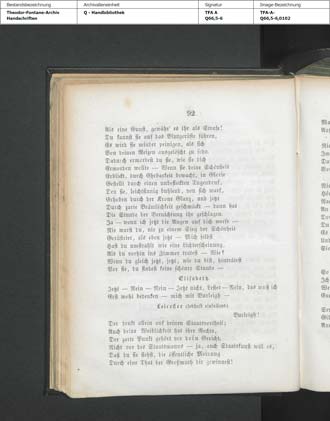 Bestandsbezeichnung
Archivalieneinheit
Signatur
Image-Bezeichnung
Theodor-Fontane-Archiv
Handschriften
Q - Handbibliothek
TFA A
Q66,5-6
TFA-A-
Q66,5-6,0102
92
Als eine Gunst, gewähr' es ihr als Strafe!
Du kannst sie auf das Blutgerüste führen,
Es wird sie minder peinigen, als sich
Von deinen Reizen ausgelöscht zu sehn.
Dadurch ermordest du sie, wie sie dich
Ermorden wollte — Wenn sie deine Schönheit
Erblickt, durch Ehrbarkeit bewacht, in Glorie
Gestellt durch einen unbefleckten Tugendruf,
Den sie, leichtsinnig buhlend, von sich warf,
Erhoben durch der Krone Glanz, und jetzt
Durch zarte Bräutlichkeit geschmückt — dann hat
Die Stunde der Vernichtung ihr geschlagen.
Ja — wenn ich jetzt die Augen auf dich werfe —
Nie warst du, nie zu einem Sieg der Schönheit
Gerüsteter, als eben jetzt — Mich selbst
Hast du umstrahlt wie eine Lichterscheinung,
Als du vorhin ins Zimmer tratest — Wie?
Wenn du gleich jetzt, jetzt, wie du bist, hinträtest
Vor sie, du findest keine schönre Stunde —
Elisabeth.
Jetzt — Nein — Nein — Jetzt nicht, Lester — Nein, das muß ich
Erst wohl bedenken — mich mit Burleigh —
Leicester (lebhaft einfallend).
Burleigh!
Der denkt allein auf deinen Staatsvortheil;
Auch deine Weiblichkeit hat ihre Rechte,
Der zarte Punkt gehört vor dein Gericht,
Nicht vor des Staatsmanns — ja, auch Staatskunst will es,
Daß du sie siehst, die öffentliche Meinung
Durch eine That der Großmuth dir gewinnest!